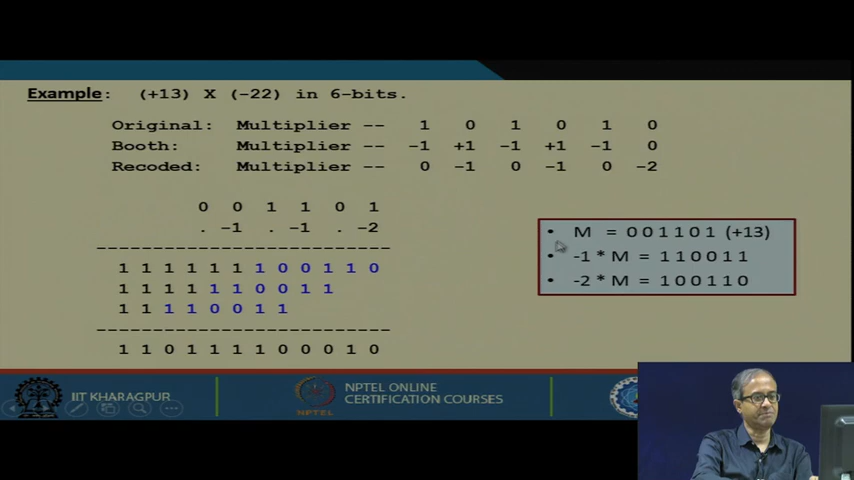 Example: (+13) X (-22) in 6-bits.
Original: Multiplier -- 1 0 1 0 1 0
Booth: Multiplier -- -1 +1 -1 +1 -1 0
Recoded: Multiplier -- 0 -1 0 -1 0 -2
0 0 1 1 0 1
. -1 . -1 . -2
1 1 1 1 1 1 1 0 0 1 1 0
1 1 1 1 1 1 0 0 1 1
1 1 1 1 0 0 1 1
1 1 0 1 1 1 1 0 0 0 1 0
• M = 0 0 1 1 0 1 (+13)
• -1 * M = 1 1 0 0 1 1
• -2 * M = 1 0 0 1 1 0
IIT KHARAGPUR
NPTEL
NPTEL ONLINE
CERTIFICATION COURSES